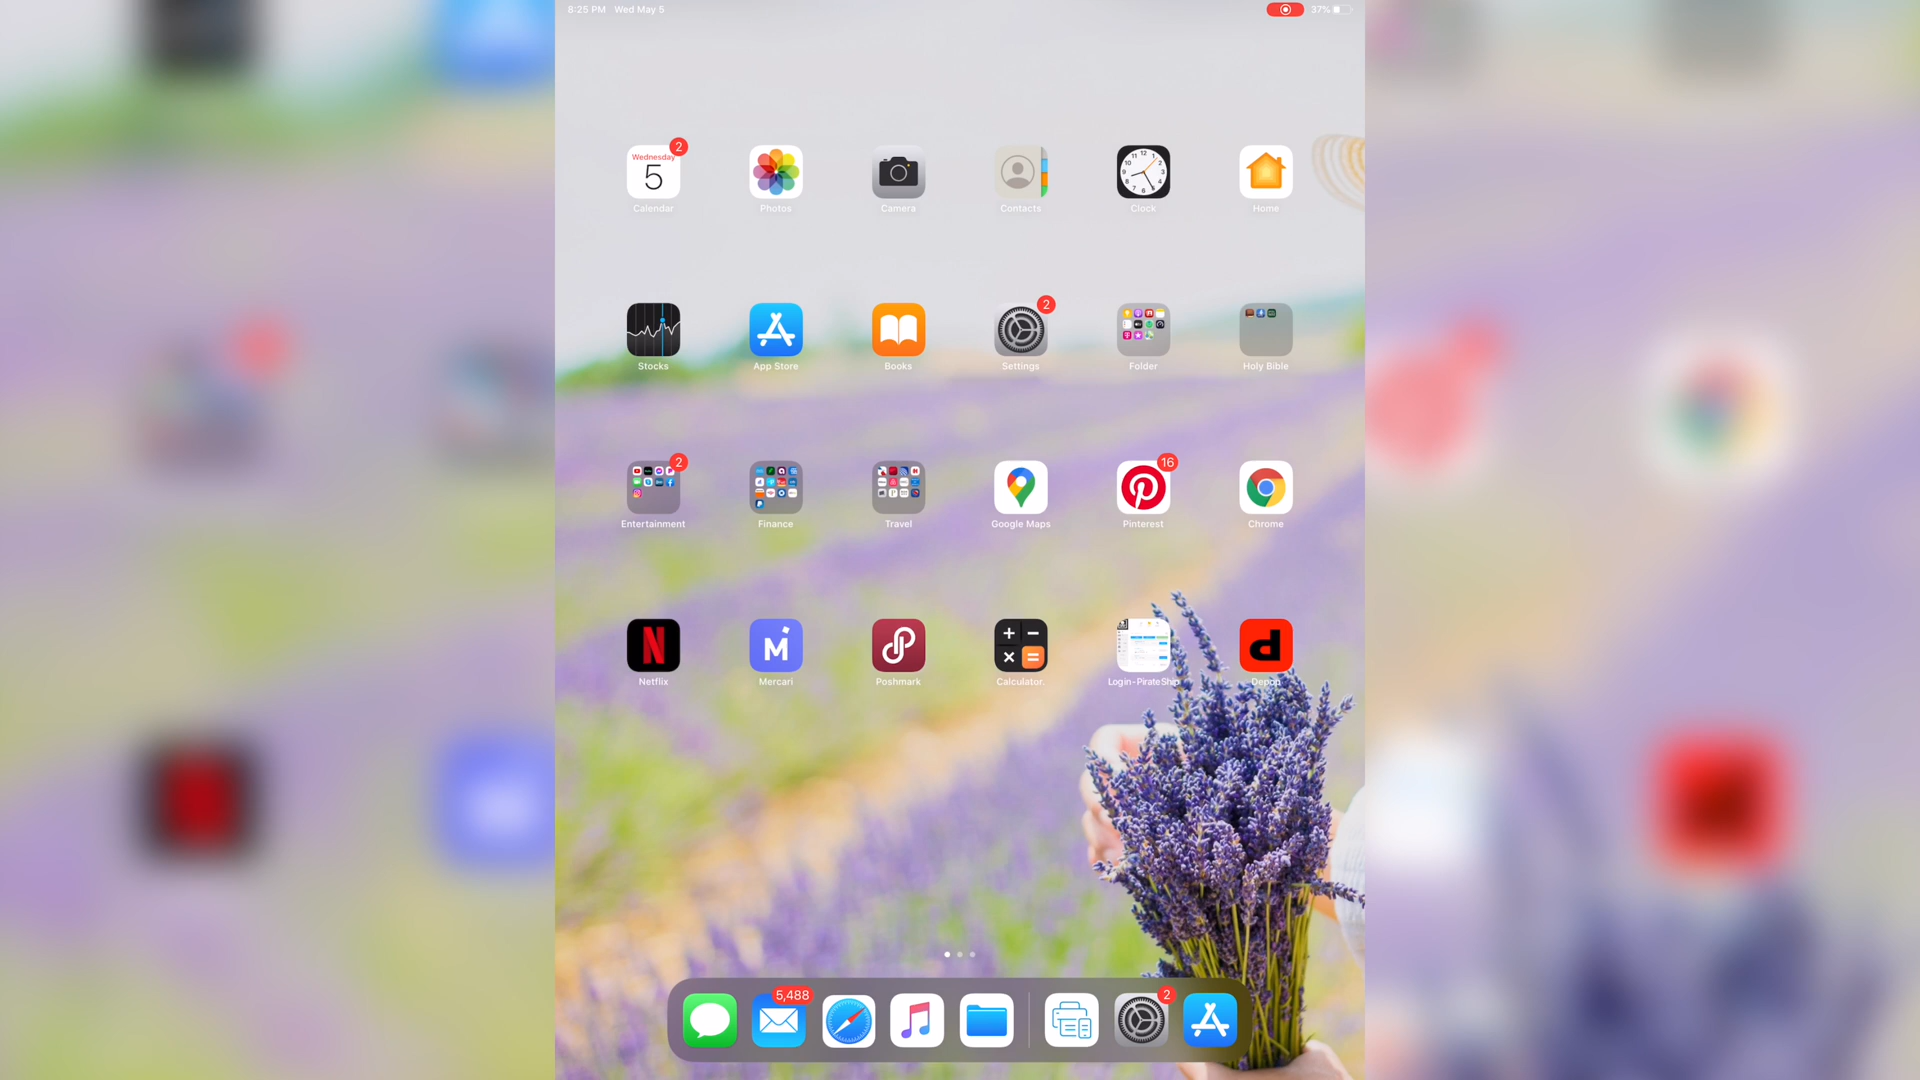 8:25 PM Wed May 5
37%
2
Wednesday
5
Calendar
Photos
Camera
Contacts
Clock
Home
2
Stocks
App Store
Books
Settings
Folder
Holy Bible
2
16
Entertainment
Finance
Travel
Google Maps
Pinterest
Chrome
Netflix
Mercari
Poshmark
Calculator.
Login-PirateShip
Depop
5,488
2